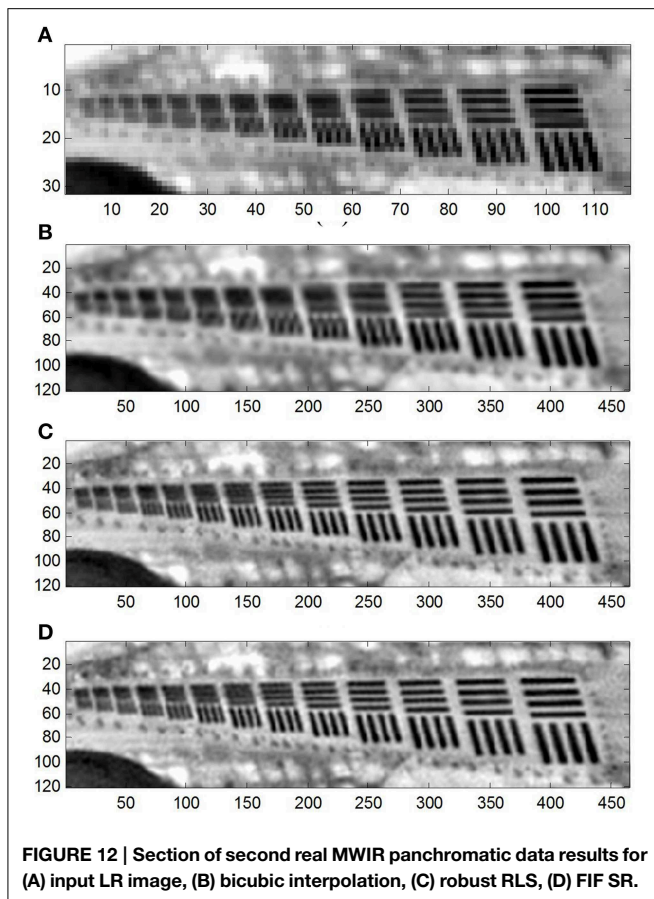 A
10
20
30
10 20 30 40 50 60 70 80 90 100 110
B
20
40
60
80
100
120
50 100 150 200 250 300 350 400 450
C
20
40
60
80
100
120
50 100 150 200 250 300 350 400 450
D
20
40
60
80
100
120
50 100 150 200 250 300 350 400 450
FIGURE 12 | Section of second real MWIR panchromatic data results for
(A) input LR image, (B) bicubic interpolation, (C) robust RLS, (D) FIF SR.